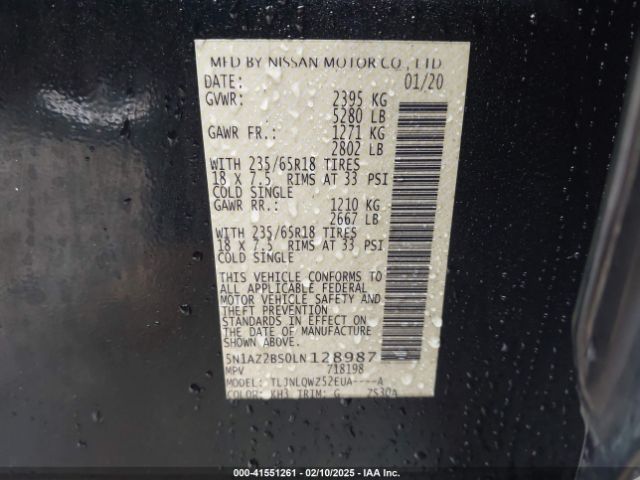 MFD BY NISSAN MOTOR CO., LTD
DATE: 01/20
GVWR: 2395 KG
5280 LB
GAWR FR.: 1271 KG
2802 LB
WITH 235/65R18 TIRES
18 X 7.5 RIMS AT 33 PSI
COLD SINGLE
GAWR RR.: 1210 KG
2667 LB
WITH 235/65R18 TIRES
18 X 7.5 RIMS AT 33 PSI
COLD SINGLE
THIS VEHICLE CONFORMS TO
ALL APPLICABLE FEDERAL
MOTOR VEHICLE SAFETY AND
THEFT PREVENTION
STANDARDS IN EFFECT ON
THE DATE OF MANUFACTURE
SHOWN ABOVE.
5N1AZ2BS0LN128987
MPV 718198
MODEL: TLJNLQWZ52EUA----A
COLOR: KH3 TRIM: G
000-41551261 - 02/10/2025 - IAA Inc.